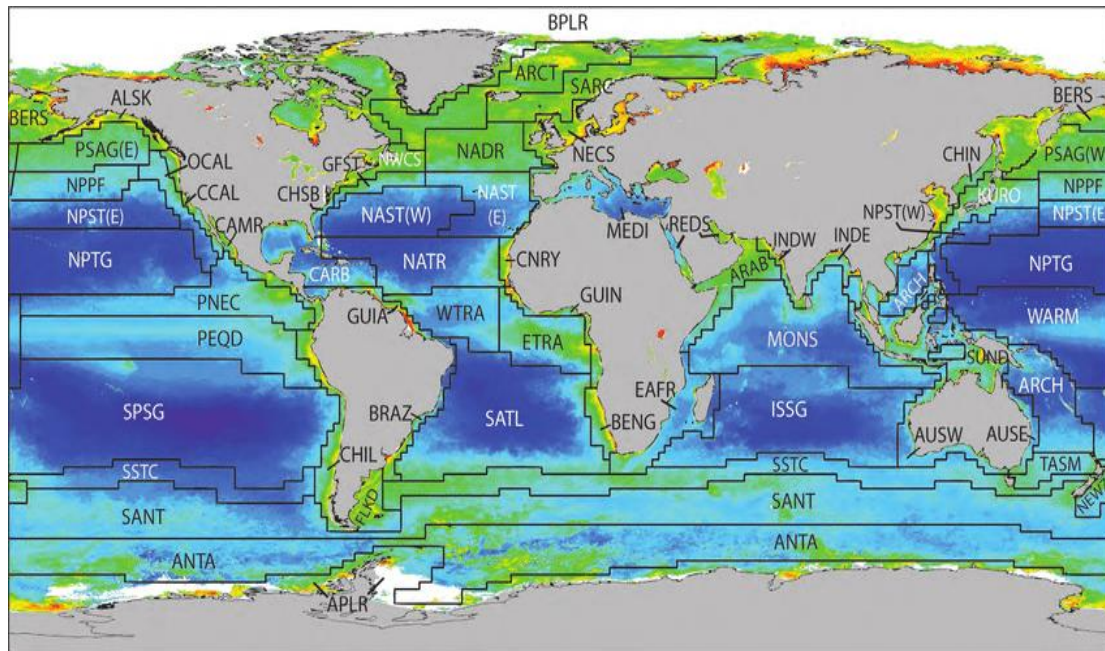 BPLR
ARCT
SARC
BERS
ALSK
BERS
PSAG(E)
OCAL
GFST
NWCS
NADR
NECS
CHIN
PSAG(W
NPPF
CCAL
CHSB
NAST
(E)
KURO
NPPF
NPST(E)
CAMR
NAST(W)
MEDI
REDS
INDW
INDE
NPST(W)
NPST(E
NPTG
CARB
NATR
CNRY
ARAB
ARCH
NPTG
PNEC
GUIA
WTRA
GUIN
WARM
PEQD
ETRA
MONS
SUND
SPSG
BRAZ
SATL
EAFR
BENG
ISSG
ARCH
AUSW
AUSE
CHIL
SSTC
SSTC
TASM
SANT
FLKD
SANT
NEWZ
ANTA
ANTA
APLR